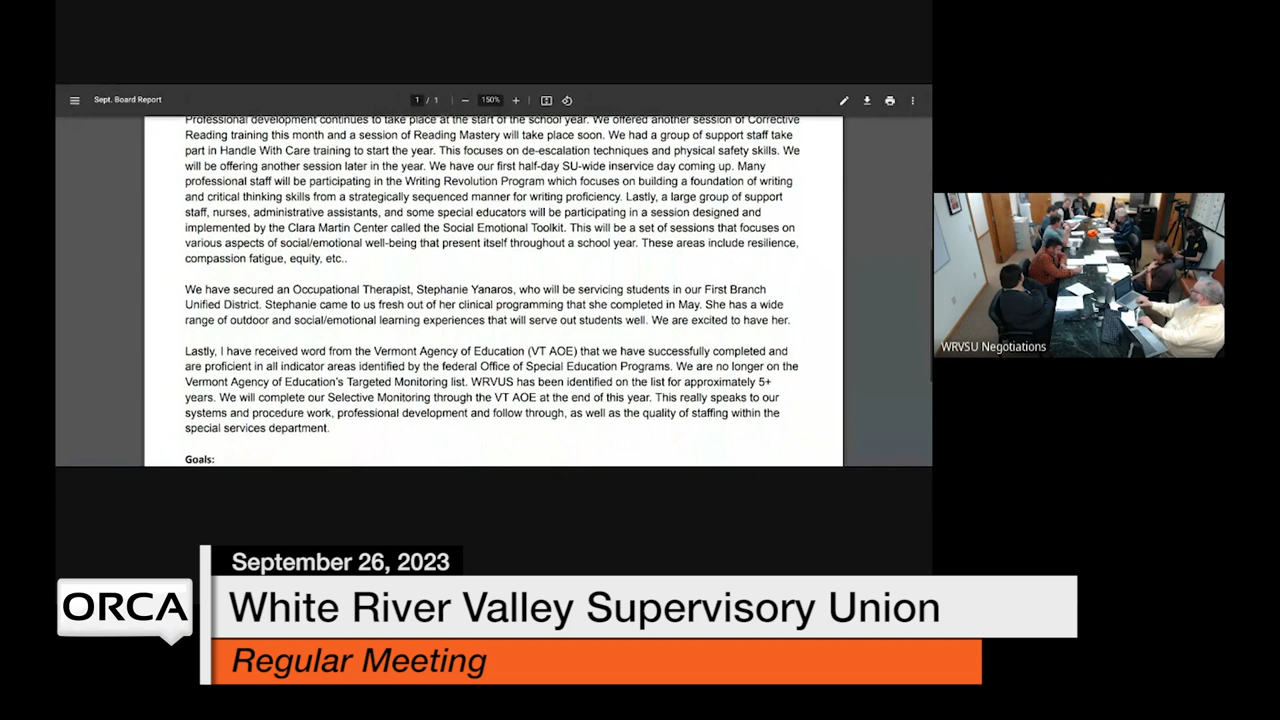 Sept. Board Report
1 / 1
150%
Professional development continues to take place at the start of the school year. We offered another session of Corrective
Reading training this month and a session of Reading Mastery will take place soon. We had a group of support staff take
part in Handle With Care training to start the year. This focuses on de-escalation techniques and physical safety skills. We
will be offering another session later in the year. We have our first half-day SU-wide inservice day coming up. Many
professional staff will be participating in the Writing Revolution Program which focuses on building a foundation of writing
and critical thinking skills from a strategically sequenced manner for writing proficiency. Lastly, a large group of support
staff, nurses, administrative assistants, and some special educators will be participating in a session designed and
implemented by the Clara Martin Center called the Social Emotional Toolkit. This will be a set of sessions that focuses on
various aspects of social/emotional well-being that present itself throughout a school year. These areas include resilience,
compassion fatigue, equity, etc..
We have secured an Occupational Therapist, Stephanie Yanaros, who will be servicing students in our First Branch
Unified District. Stephanie came to us fresh out of her clinical programming that she completed in May. She has a wide
range of outdoor and social/emotional learning experiences that will serve out students well. We are excited to have her.
Lastly, I have received word from the Vermont Agency of Education (VT AOE) that we have successfully completed and
are proficient in all indicator areas identified by the federal Office of Special Education Programs. We are no longer on the
Vermont Agency of Education's Targeted Monitoring list. WRVUS has been identified on the list for approximately 5+
years. We will complete our Selective Monitoring through the VT AOE at the end of this year. This really speaks to our
systems and procedure work, professional development and follow through, as well as the quality of staffing within the
special services department.
Goals:
WRVSU Negotiations
September 26, 2023
ORCA
White River Valley Supervisory Union
Regular Meeting